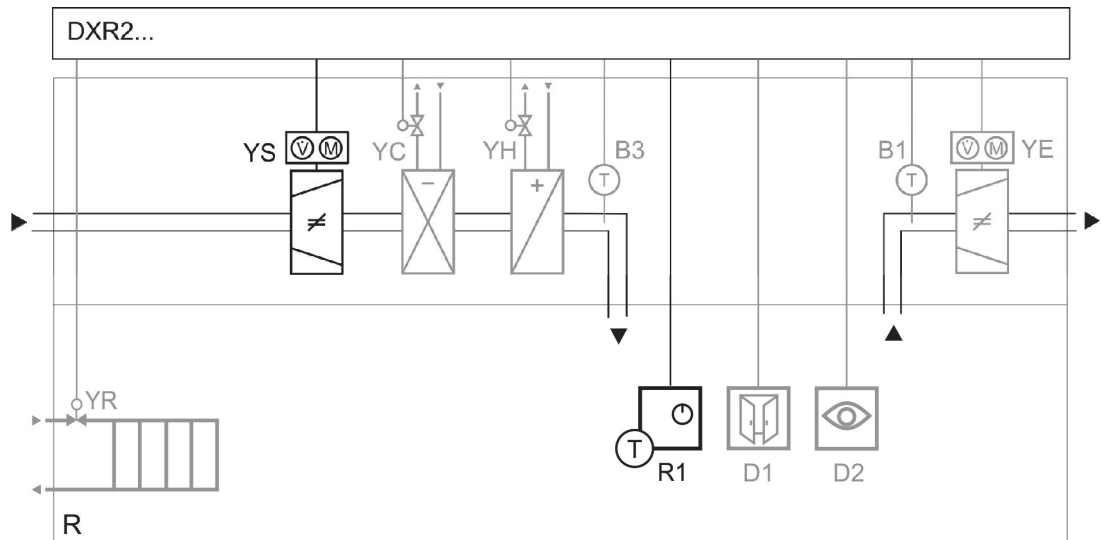 DXR2...
YS V̇ M
YC
YH
B3
B1
V̇ M YE
T
T
−
+
≠
≠
YR
T
R1
D1
D2
R